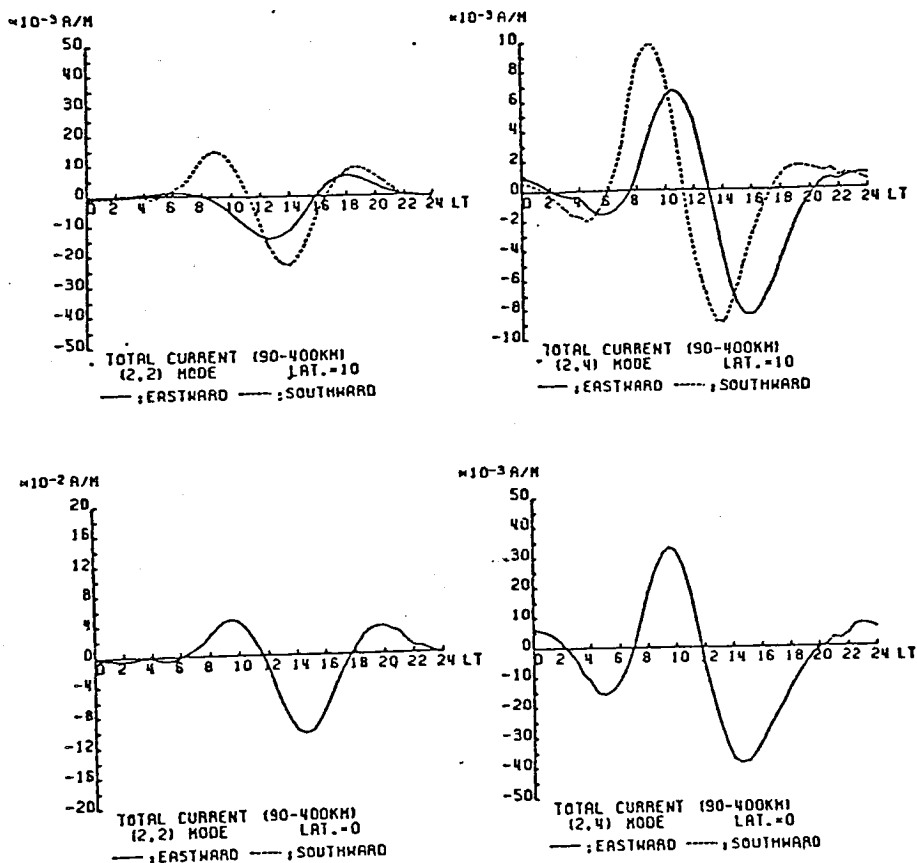 ×10-3 A/M
50
40
30
20
10
0
-10
-20
-30
-40
-50
0 2 4 6 8 10 12 14 16 18 20 22 24 LT
TOTAL CURRENT (90-400KM)
(2,2) MODE LAT.=10
— ;EASTWARD ---- ;SOUTHWARD
×10-3 A/M
10
8
6
4
2
0
-2
-4
-6
-8
-10
0 2 4 6 8 10 12 14 16 18 20 22 24 LT
TOTAL CURRENT (90-400KM)
(2,4) MODE LAT.=10
— ;EASTWARD ---- ;SOUTHWARD
×10-2 A/M
20
16
12
8
4
0
-4
-8
-12
-16
-20
0 2 4 6 8 10 12 14 16 18 20 22 24 LT
TOTAL CURRENT (90-400KM)
(2,2) MODE LAT.=0
— ;EASTWARD ---- ;SOUTHWARD
×10-3 A/M
50
40
30
20
10
0
-10
-20
-30
-40
-50
0 2 4 6 8 10 12 14 16 18 20 22 24 LT
TOTAL CURRENT (90-400KM)
(2,4) MODE LAT.=0
— ;EASTWARD ---- ;SOUTHWARD